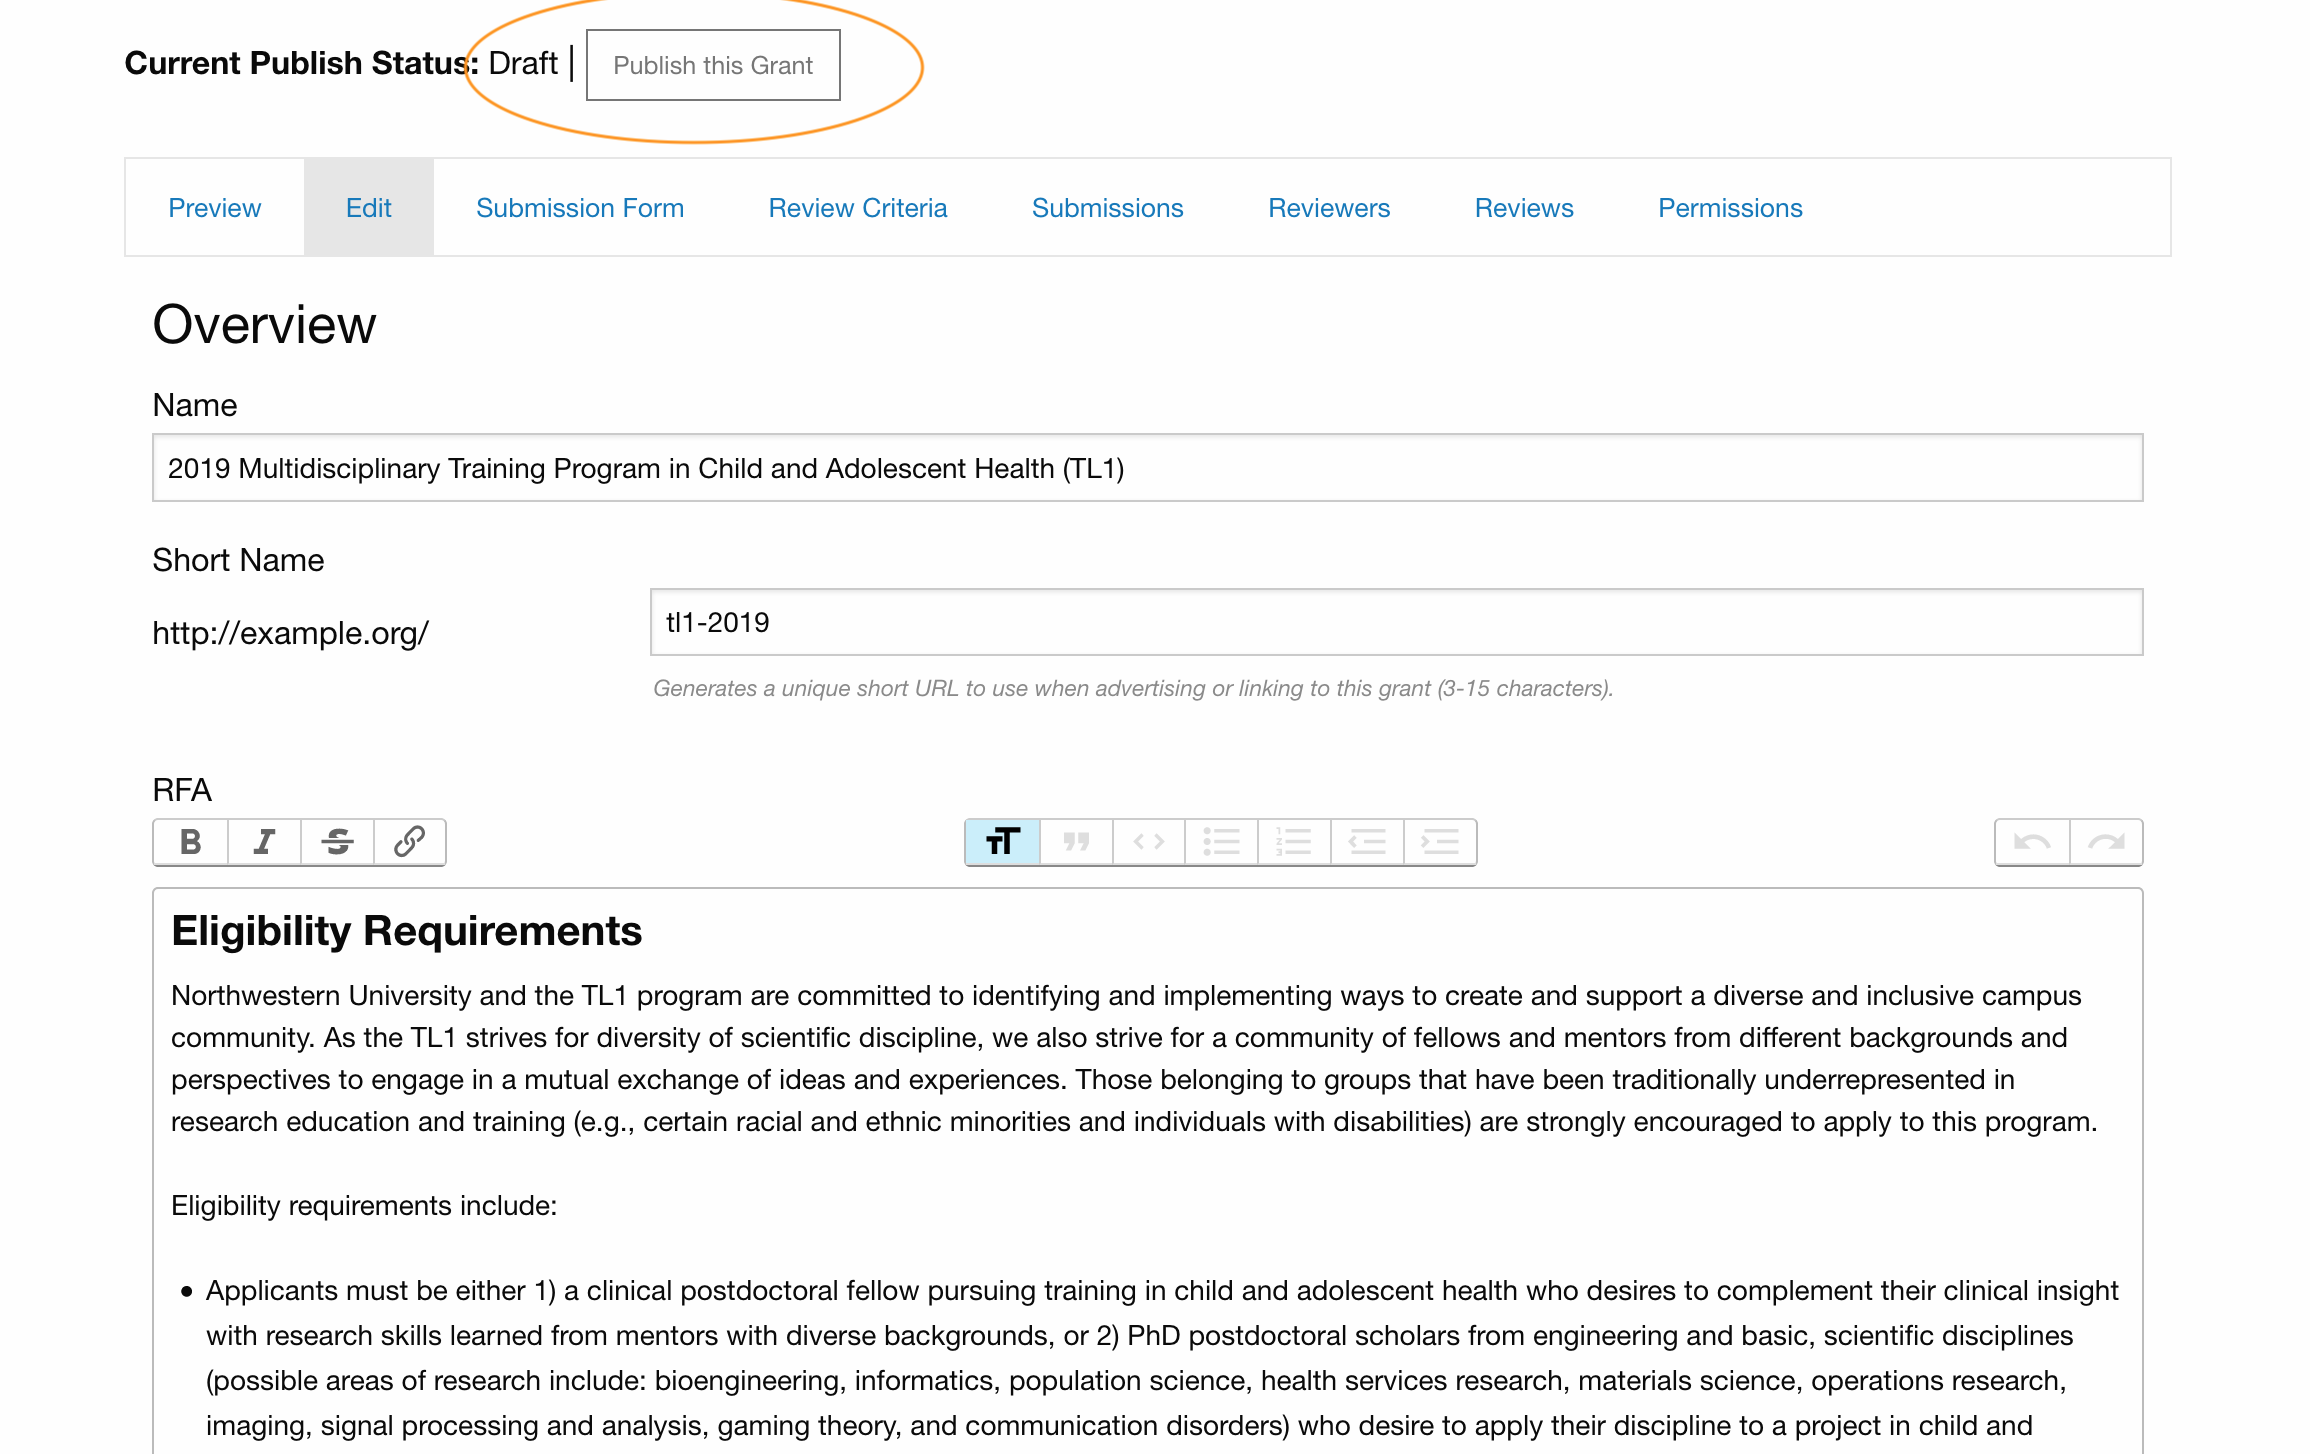 Current Publish Status: Draft | Publish this Grant
Preview Edit Submission Form Review Criteria Submissions Reviewers Reviews Permissions
Overview
Name
2019 Multidisciplinary Training Program in Child and Adolescent Health (TL1)
Short Name
http://example.org/ tl1-2019
Generates a unique short URL to use when advertising or linking to this grant (3-15 characters).
RFA
Eligibility Requirements
Northwestern University and the TL1 program are committed to identifying and implementing ways to create and support a diverse and inclusive campus
community. As the TL1 strives for diversity of scientific discipline, we also strive for a community of fellows and mentors from different backgrounds and
perspectives to engage in a mutual exchange of ideas and experiences. Those belonging to groups that have been traditionally underrepresented in
research education and training (e.g., certain racial and ethnic minorities and individuals with disabilities) are strongly encouraged to apply to this program.
Eligibility requirements include:
• Applicants must be either 1) a clinical postdoctoral fellow pursuing training in child and adolescent health who desires to complement their clinical insight
with research skills learned from mentors with diverse backgrounds, or 2) PhD postdoctoral scholars from engineering and basic, scientific disciplines
(possible areas of research include: bioengineering, informatics, population science, health services research, materials science, operations research,
imaging, signal processing and analysis, gaming theory, and communication disorders) who desire to apply their discipline to a project in child and